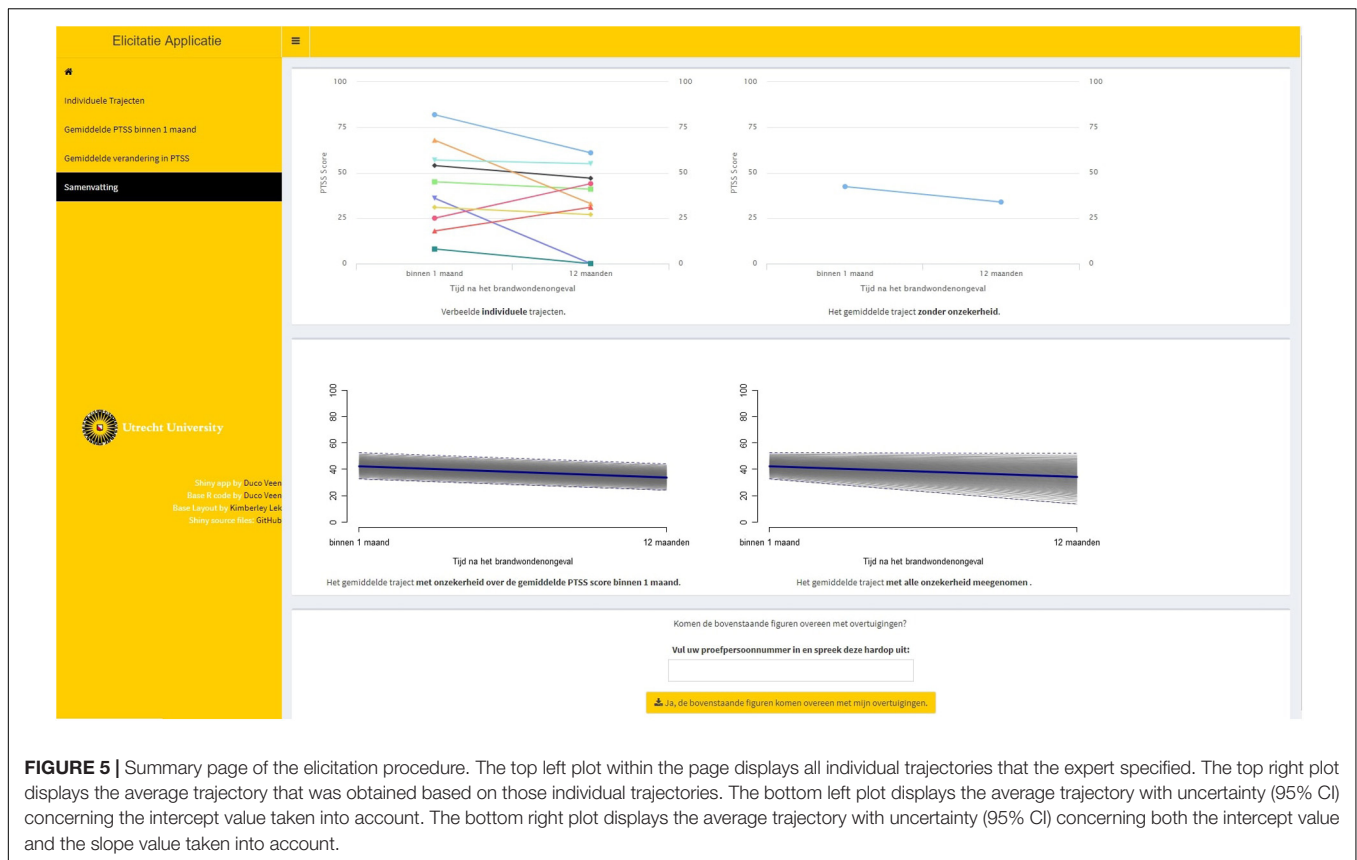 Elicitatie Applicatie
Individuele Trajecten
Gemiddelde PTSS binnen 1 maand
Gemiddelde verandering in PTSS
Samenvatting
Utrecht University
Shiny app by Duco Veen
Base R code by Duco Veen
Base Layout by Kimberley Lek
Shiny source files: GitHub
100
75
50
25
0
PTSS Score
100
75
50
25
0
binnen 1 maand
12 maanden
Tijd na het brandwondenongeval
Verbeelde individuele trajecten.
100
75
50
25
0
PTSS Score
100
75
50
25
0
binnen 1 maand
12 maanden
Tijd na het brandwondenongeval
Het gemiddelde traject zonder onzekerheid.
100
80
60
40
20
0
binnen 1 maand
12 maanden
Tijd na het brandwondenongeval
Het gemiddelde traject met onzekerheid over de gemiddelde PTSS score binnen 1 maand.
100
80
60
40
20
0
binnen 1 maand
12 maanden
Tijd na het brandwondenongeval
Het gemiddelde traject met alle onzekerheid meegenomen .
Komen de bovenstaande figuren overeen met overtuigingen?
Vul uw proefpersoonnummer in en spreek deze hardop uit:
Ja, de bovenstaande figuren komen overeen met mijn overtuigingen.
FIGURE 5 | Summary page of the elicitation procedure. The top left plot within the page displays all individual trajectories that the expert specified. The top right plot
displays the average trajectory that was obtained based on those individual trajectories. The bottom left plot displays the average trajectory with uncertainty (95% CI)
concerning the intercept value taken into account. The bottom right plot displays the average trajectory with uncertainty (95% CI) concerning both the intercept value
and the slope value taken into account.